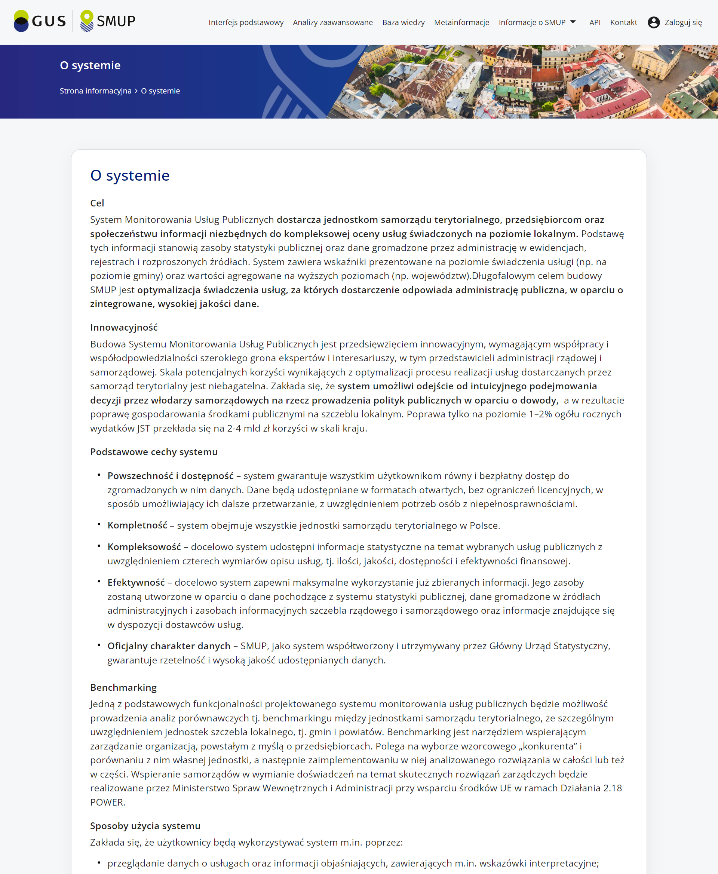 GUS SMUP Interfejs podstawowy Analizy zaawansowane Baza wiedzy Metainformacje Informacje o SMUP API Kontakt Zaloguj się
O systemie
Strona informacyjna > O systemie
O systemie
Cel
System Monitorowania Usług Publicznych dostarcza jednostkom samorządu terytorialnego, przedsiębiorcom oraz
społeczeństwu informacji niezbędnych do kompleksowej oceny usług świadczonych na poziomie lokalnym. Podstawę
tych informacji stanowią zasoby statystyki publicznej oraz dane gromadzone przez administrację w ewidencjach,
rejestrach i rozproszonych źródłach. System zawiera wskaźniki prezentowane na poziomie świadczenia usługi (np. na
poziomie gminy) oraz wartości agregowane na wyższych poziomach (np. województw).Długofalowym celem budowy
SMUP jest optymalizacja świadczenia usług, za których dostarczenie odpowiada administrację publiczna, w oparciu o
zintegrowane, wysokiej jakości dane.
Innowacyjność
Budowa Systemu Monitorowania Usług Publicznych jest przedsięwzięciem innowacyjnym, wymagającym współpracy i
współodpowiedzialności szerokiego grona ekspertów i interesariuszy, w tym przedstawicieli administracji rządowej i
samorządowej. Skala potencjalnych korzyści wynikających z optymalizacji procesu realizacji usług dostarczanych przez
samorząd terytorialny jest niebagatelna. Zakłada się, że system umożliwi odejście od intuicyjnego podejmowania
decyzji przez włodarzy samorządowych na rzecz prowadzenia polityk publicznych w oparciu o dowody, a w rezultacie
poprawę gospodarowania środkami publicznymi na szczeblu lokalnym. Poprawa tylko na poziomie 1–2% ogółu rocznych
wydatków JST przekłada się na 2-4 mld zł korzyści w skali kraju.
Podstawowe cechy systemu
• Powszechność i dostępność – system gwarantuje wszystkim użytkownikom równy i bezpłatny dostęp do
zgromadzonych w nim danych. Dane będą udostępniane w formatach otwartych, bez ograniczeń licencyjnych, w
sposób umożliwiający ich dalsze przetwarzanie, z uwzględnieniem potrzeb osób z niepełnosprawnościami.
• Kompletność – system obejmuje wszystkie jednostki samorządu terytorialnego w Polsce.
• Kompleksowość – docelowo system udostępni informacje statystyczne na temat wybranych usług publicznych z
uwzględnieniem czterech wymiarów opisu usług, tj. ilości, jakości, dostępności i efektywności finansowej.
• Efektywność – docelowo system zapewni maksymalne wykorzystanie już zbieranych informacji. Jego zasoby
zostaną utworzone w oparciu o dane pochodzące z systemu statystyki publicznej, dane gromadzone w źródłach
administracyjnych i zasobach informacyjnych szczebla rządowego i samorządowego oraz informacje znajdujące się
w dyspozycji dostawców usług.
• Oficjalny charakter danych – SMUP, jako system współtworzony i utrzymywany przez Główny Urząd Statystyczny,
gwarantuje rzetelność i wysoką jakość udostępnianych danych.
Benchmarking
Jedną z podstawowych funkcjonalności projektowanego systemu monitorowania usług publicznych będzie możliwość
prowadzenia analiz porównawczych tj. benchmarkingu między jednostkami samorządu terytorialnego, ze szczególnym
uwzględnieniem jednostek szczebla lokalnego, tj. gmin i powiatów. Benchmarking jest narzędziem wspierającym
zarządzanie organizacją, powstałym z myślą o przedsiębiorcach. Polega na wyborze wzorcowego „konkurenta” i
porównaniu z nim własnej jednostki, a następnie zaimplementowaniu w niej analizowanego rozwiązania w całości lub też
w części. Wspieranie samorządów w wymianie doświadczeń na temat skutecznych rozwiązań zarządczych będzie
realizowane przez Ministerstwo Spraw Wewnętrznych i Administracji przy wsparciu środków UE w ramach Działania 2.18
POWER.
Sposoby użycia systemu
Zakłada się, że użytkownicy będą wykorzystywać system m.in. poprzez:
• przeglądanie danych o usługach oraz informacji objaśniających, zawierających m.in. wskazówki interpretacyjne;